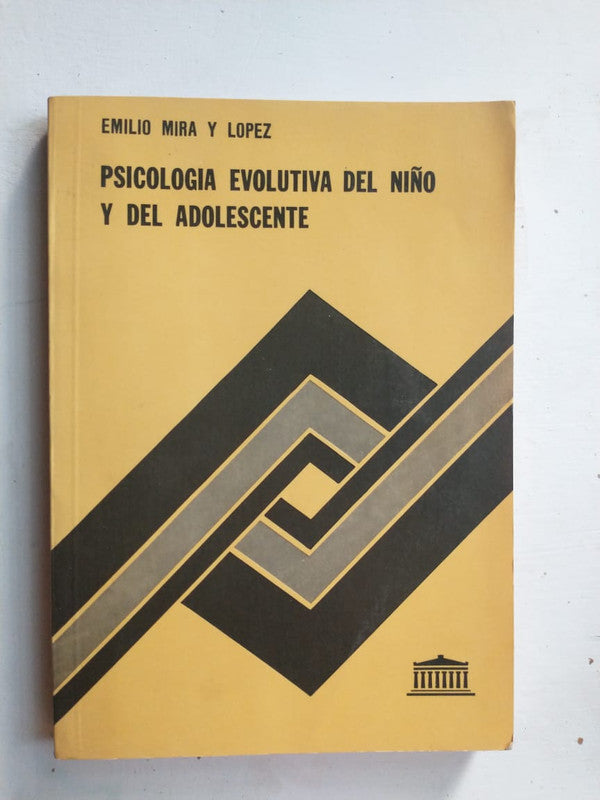 EMILIO MIRA Y LOPEZ
PSICOLOGIA EVOLUTIVA DEL NIÑO
Y DEL ADOLESCENTE